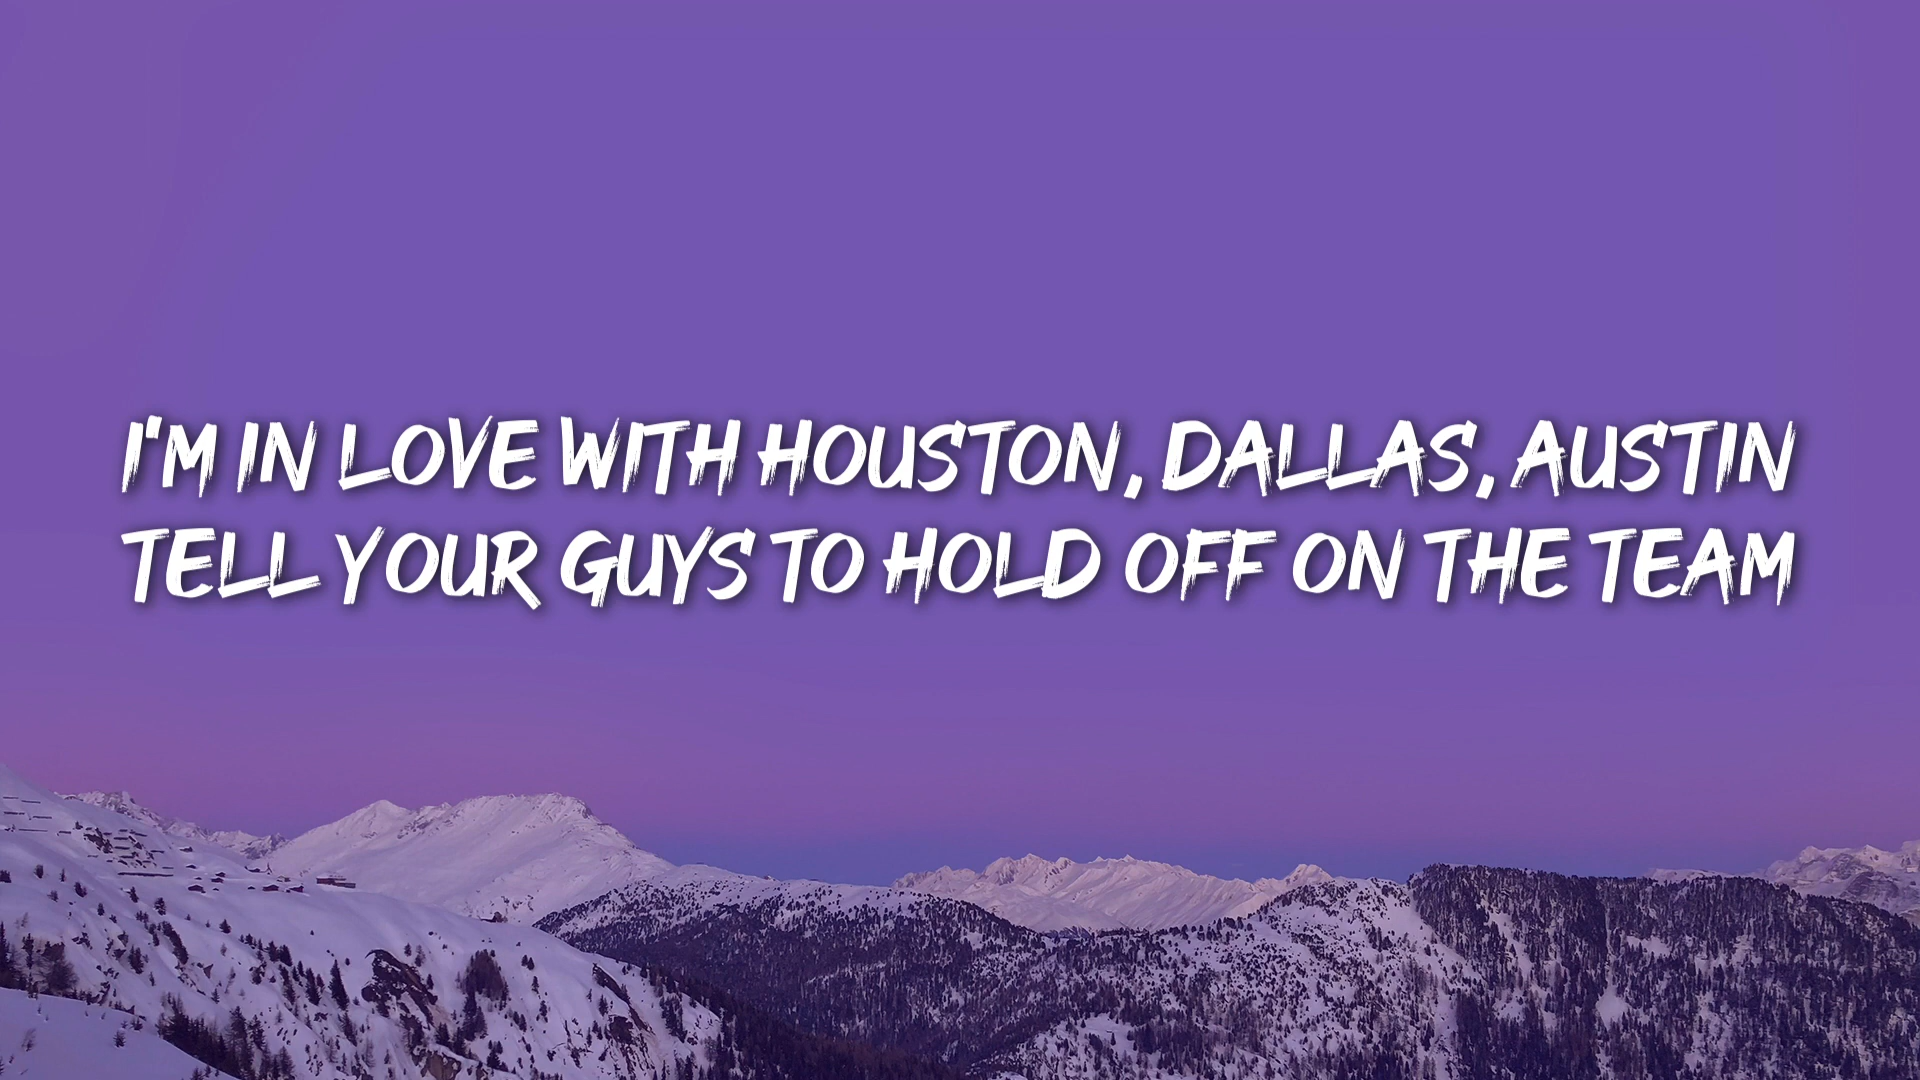 I'M IN LOVE WITH HOUSTON, DALLAS, AUSTIN
TELL YOUR GUYS TO HOLD OFF ON THE TEAM